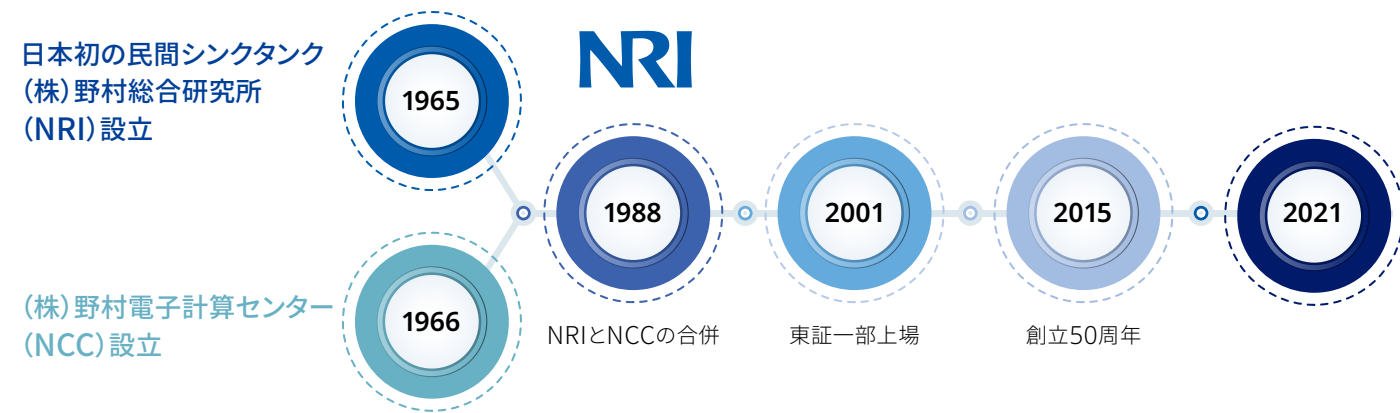 日本初の民間シンクタンク
（株）野村総合研究所
（NRI）設立
1965
NRI
1988
2001
2015
2021
1966
（株）野村電子計算センター
（NCC）設立
NRIとNCCの合併
東証一部上場
創立50周年